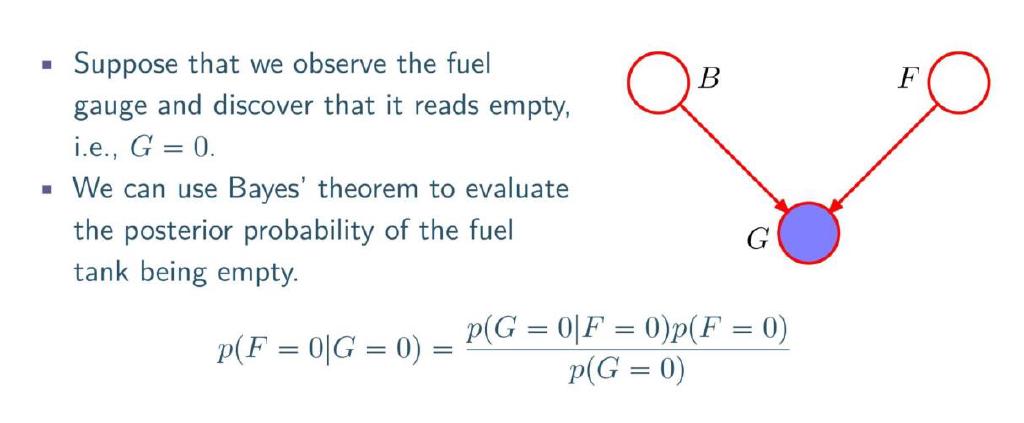 ▪ Suppose that we observe the fuel
gauge and discover that it reads empty,
i.e., G = 0.
▪ We can use Bayes' theorem to evaluate
the posterior probability of the fuel
tank being empty.
B
F
G
p(F = 0|G = 0) = p(G = 0|F = 0)p(F = 0)
p(G = 0)